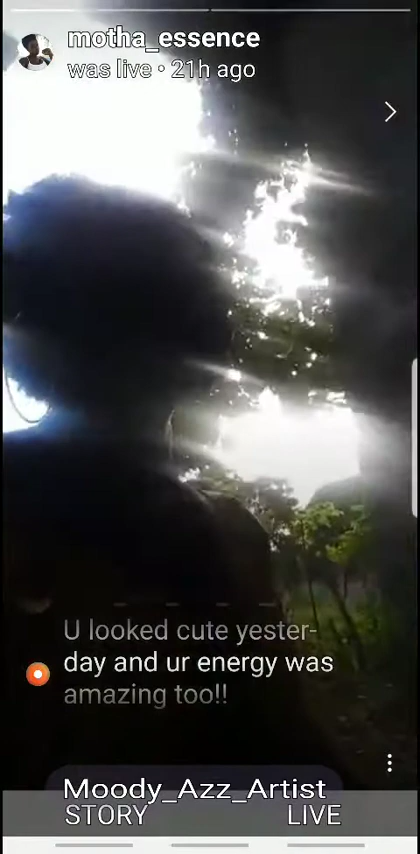 motha_essence
was live • 21h ago
U looked cute yester-
day and ur energy was
amazing too!!
Moody_Azz_Artist
STORY LIVE